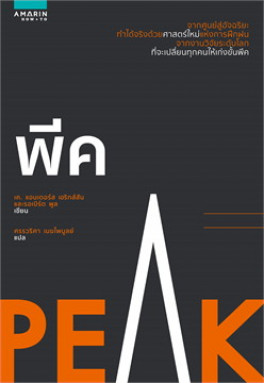 AMARIN
HOW-TO
จากศูนย์สู่อัจฉริยะ
ทำได้จริงด้วยศาสตร์ใหม่แห่งการฝึกฝน
จากงานวิจัยระดับโลก
ที่จะเปลี่ยนทุกคนให้เก่งขั้นพีค
พีค
เค. แอนเดอร์ส เอริกส์สัน
และรอเบิร์ต พูล
เขียน
ศรรวริศา เมฆไพบูลย์
แปล
PEAK